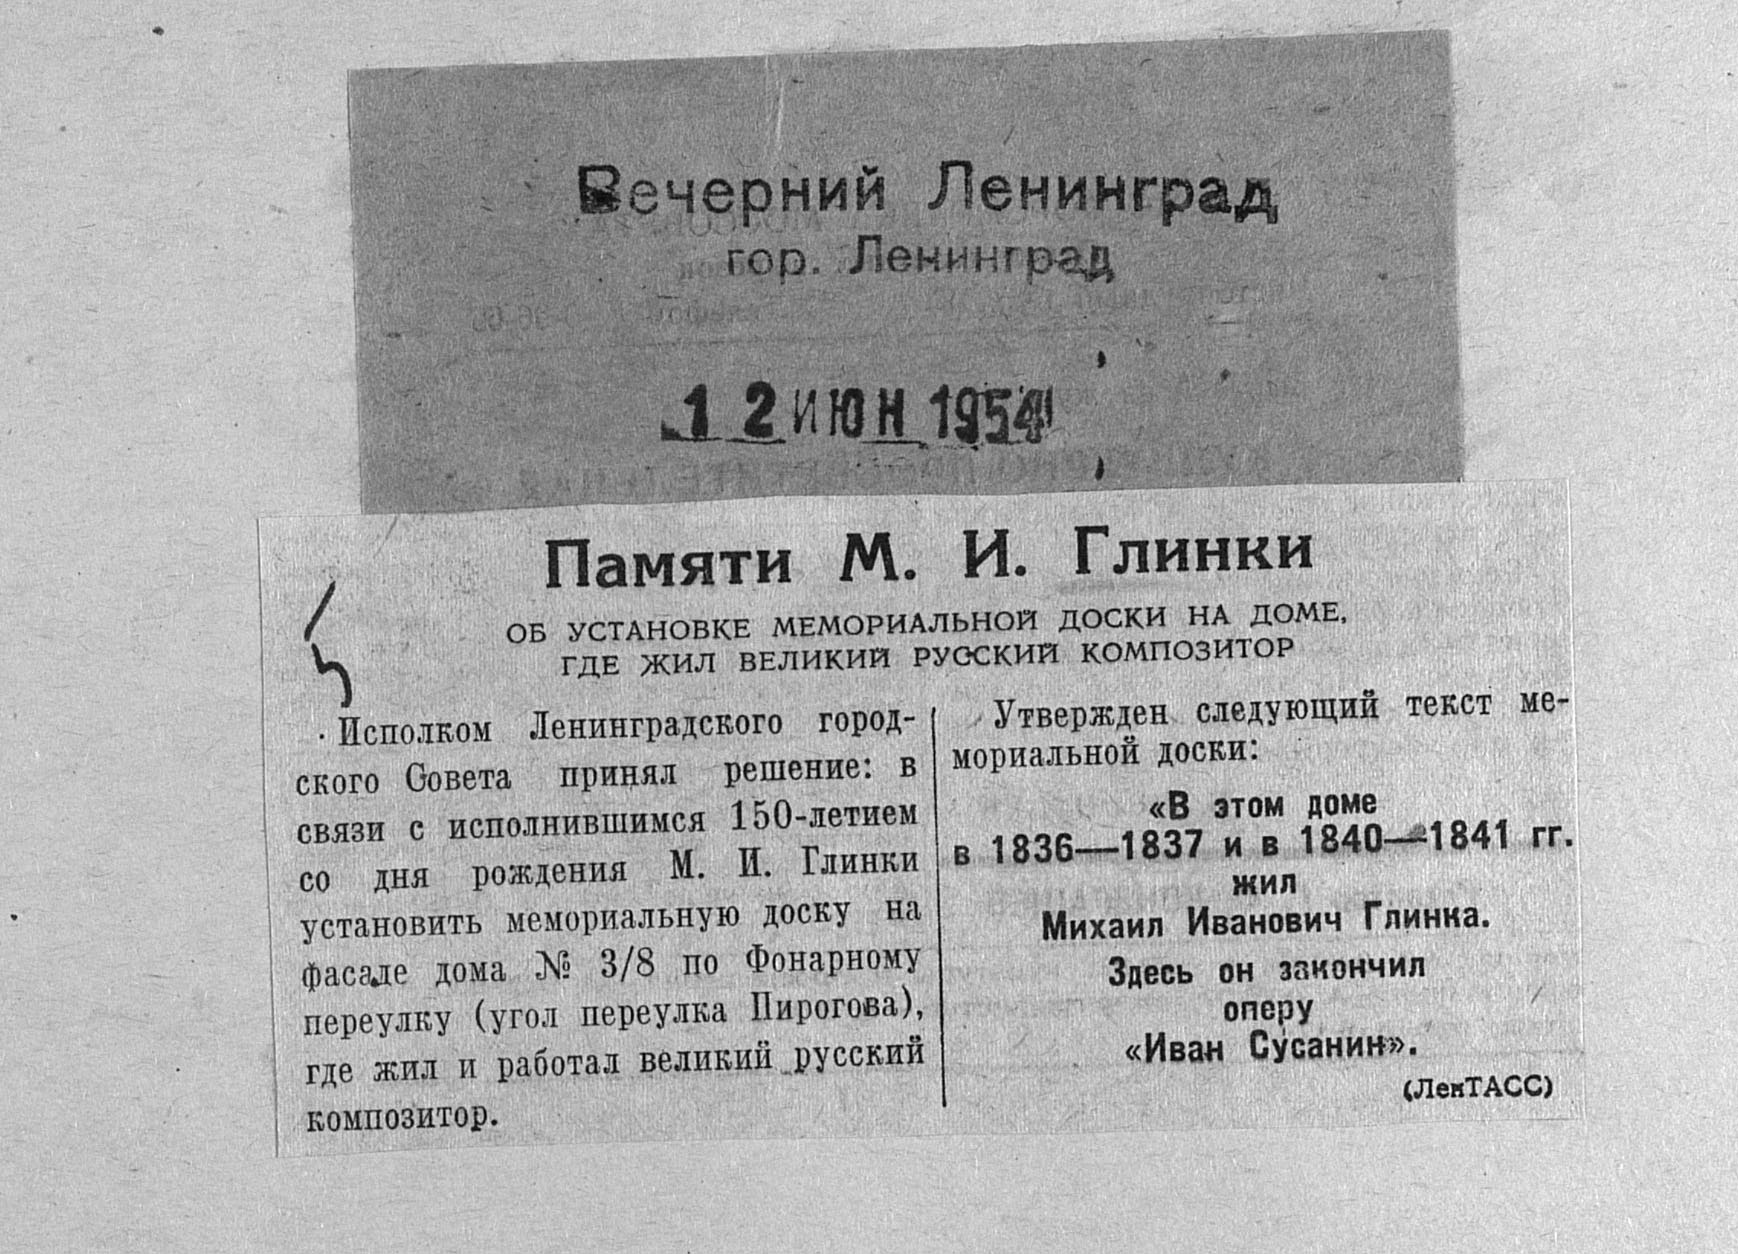 Вечерний Ленинград
гор. Ленинград
12 ИЮН 1954
Памяти М. И. Глинки
ОБ УСТАНОВКЕ МЕМОРИАЛЬНОЙ ДОСКИ НА ДОМЕ,
ГДЕ ЖИЛ ВЕЛИКИЙ РУССКИЙ КОМПОЗИТОР
Исполком Ленинградского город-
ского Совета принял решение: в
связи с исполнившимся 150-летием
со дня рождения М. И. Глинки
установить мемориальную доску на
фасаде дома № 3/8 по Фонарному
переулку (угол переулка Пирогова),
где жил и работал великий русский
композитор.
Утвержден следующий текст ме-
мориальной доски:
«В этом доме
в 1836—1837 и в 1840—1841 гг.
жил
Михаил Иванович Глинка.
Здесь он закончил
оперу
«Иван Сусанин».
(ЛенТАСС)